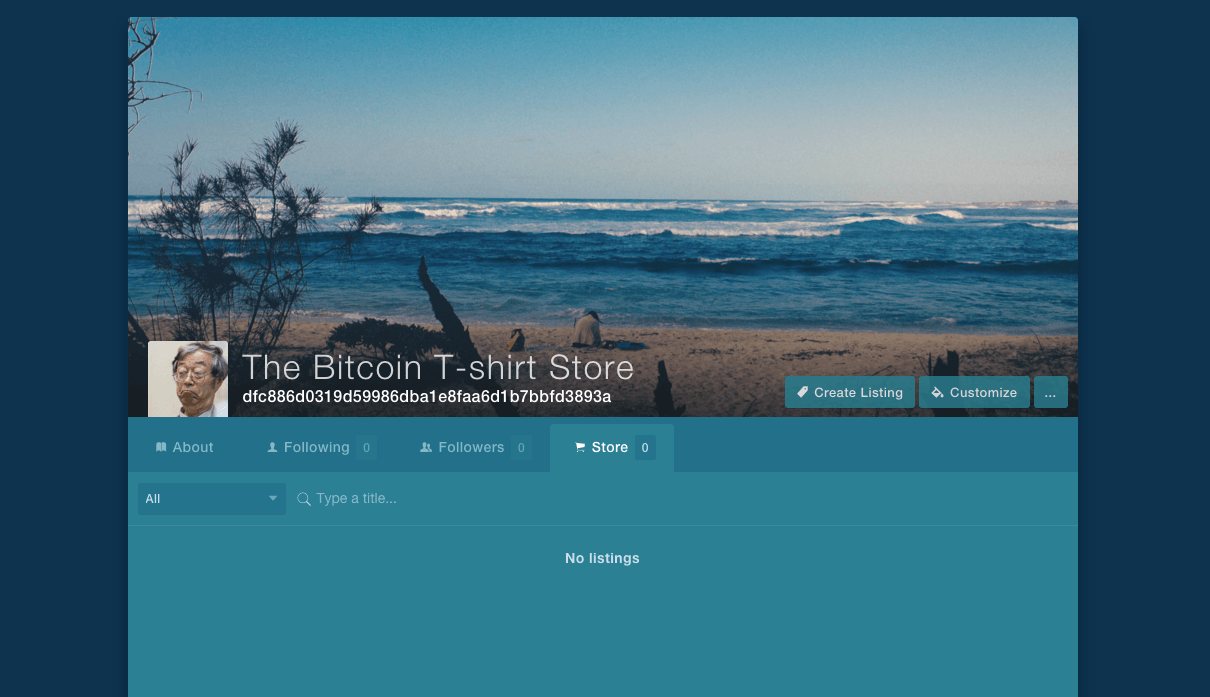 The Bitcoin T-shirt Store
dfc886d0319d59986dba1e8faa6d1b7bbfd3893a
Create Listing
Customize
...
About
Following 0
Followers 0
Store 0
All
Type a title...
No listings